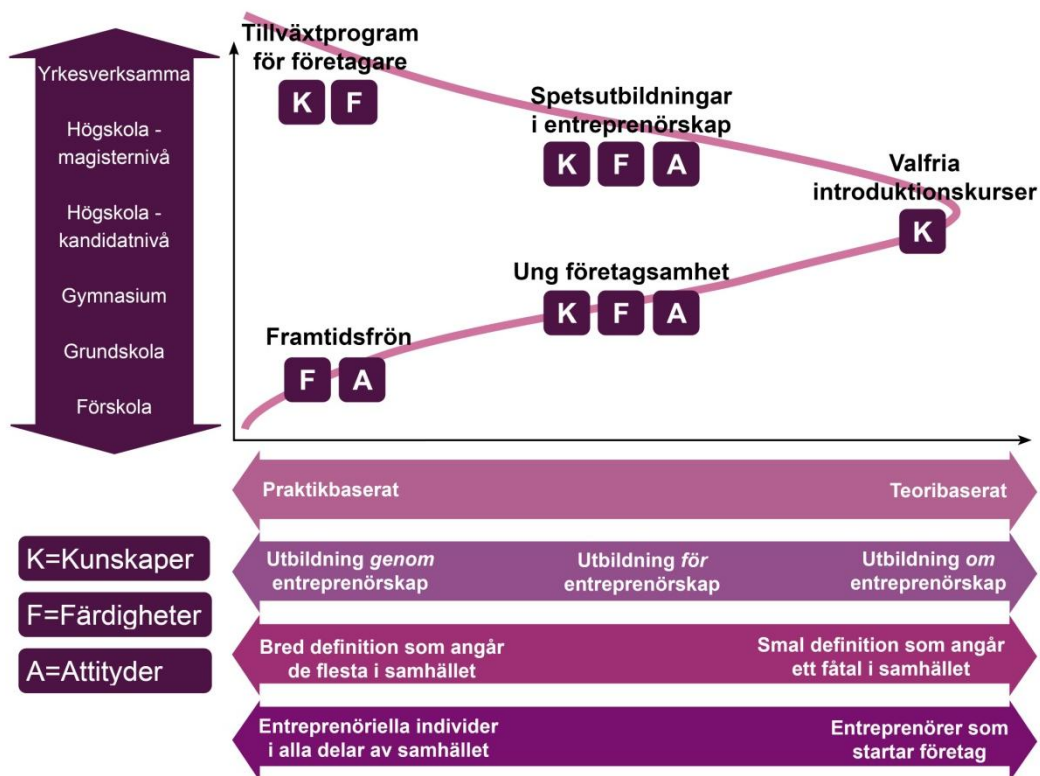 Yrkesverksamma
Högskola -
magisternivå
Högskola -
kandidatnivå
Gymnasium
Grundskola
Förskola
Tillväxtprogram
för företagare
K F
Spetsutbildningar
i entreprenörskap
K F A
Valfria
introduktionskurser
K
Ung företagsamhet
K F A
Framtidsfrön
F A
K=Kunskaper
F=Färdigheter
A=Attityder
Praktikbaserat
Teoribaserat
Utbildning genom
entreprenörskap
Utbildning för
entreprenörskap
Utbildning om
entreprenörskap
Bred definition som angår
de flesta i samhället
Smal definition som angår
ett fåtal i samhället
Entreprenöriella individer
i alla delar av samhället
Entreprenörer som
startar företag